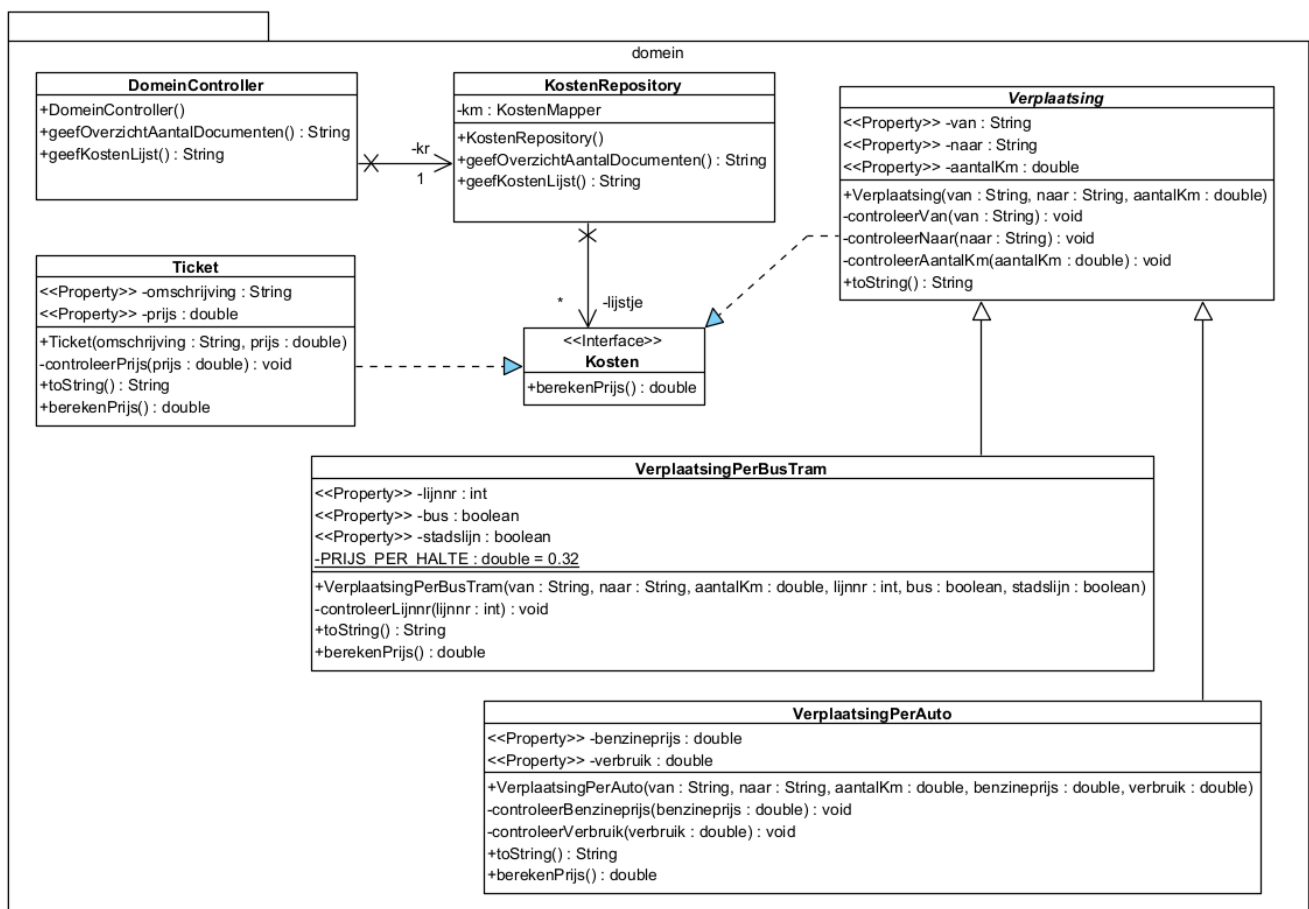 domein
DomeinController
+DomeinController()
+geefOverzichtAantalDocumenten() : String
+geefKostenLijst() : String
-kr
1
KostenRepository
-km : KostenMapper
+KostenRepository()
+geefOverzichtAantalDocumenten() : String
+geefKostenLijst() : String
Verplaatsing
<<Property>> -van : String
<<Property>> -naar : String
<<Property>> -aantalKm : double
+Verplaatsing(van : String, naar : String, aantalKm : double)
-controleerVan(van : String) : void
-controleerNaar(naar : String) : void
-controleerAantalKm(aantalKm : double) : void
+toString() : String
Ticket
<<Property>> -omschrijving : String
<<Property>> -prijs : double
+Ticket(omschrijving : String, prijs : double)
-controleerPrijs(prijs : double) : void
+toString() : String
+berekenPrijs() : double
*
-lijstje
<<Interface>>
Kosten
+berekenPrijs() : double
VerplaatsingPerBusTram
<<Property>> -lijnnr : int
<<Property>> -bus : boolean
<<Property>> -stadslijn : boolean
-PRIJS_PER_HALTE : double = 0.32
+VerplaatsingPerBusTram(van : String, naar : String, aantalKm : double, lijnnr : int, bus : boolean, stadslijn : boolean)
-controleerLijnnr(lijnnr : int) : void
+toString() : String
+berekenPrijs() : double
VerplaatsingPerAuto
<<Property>> -benzineprijs : double
<<Property>> -verbruik : double
+VerplaatsingPerAuto(van : String, naar : String, aantalKm : double, benzineprijs : double, verbruik : double)
-controleerBenzineprijs(benzineprijs : double) : void
-controleerVerbruik(verbruik : double) : void
+toString() : String
+berekenPrijs() : double